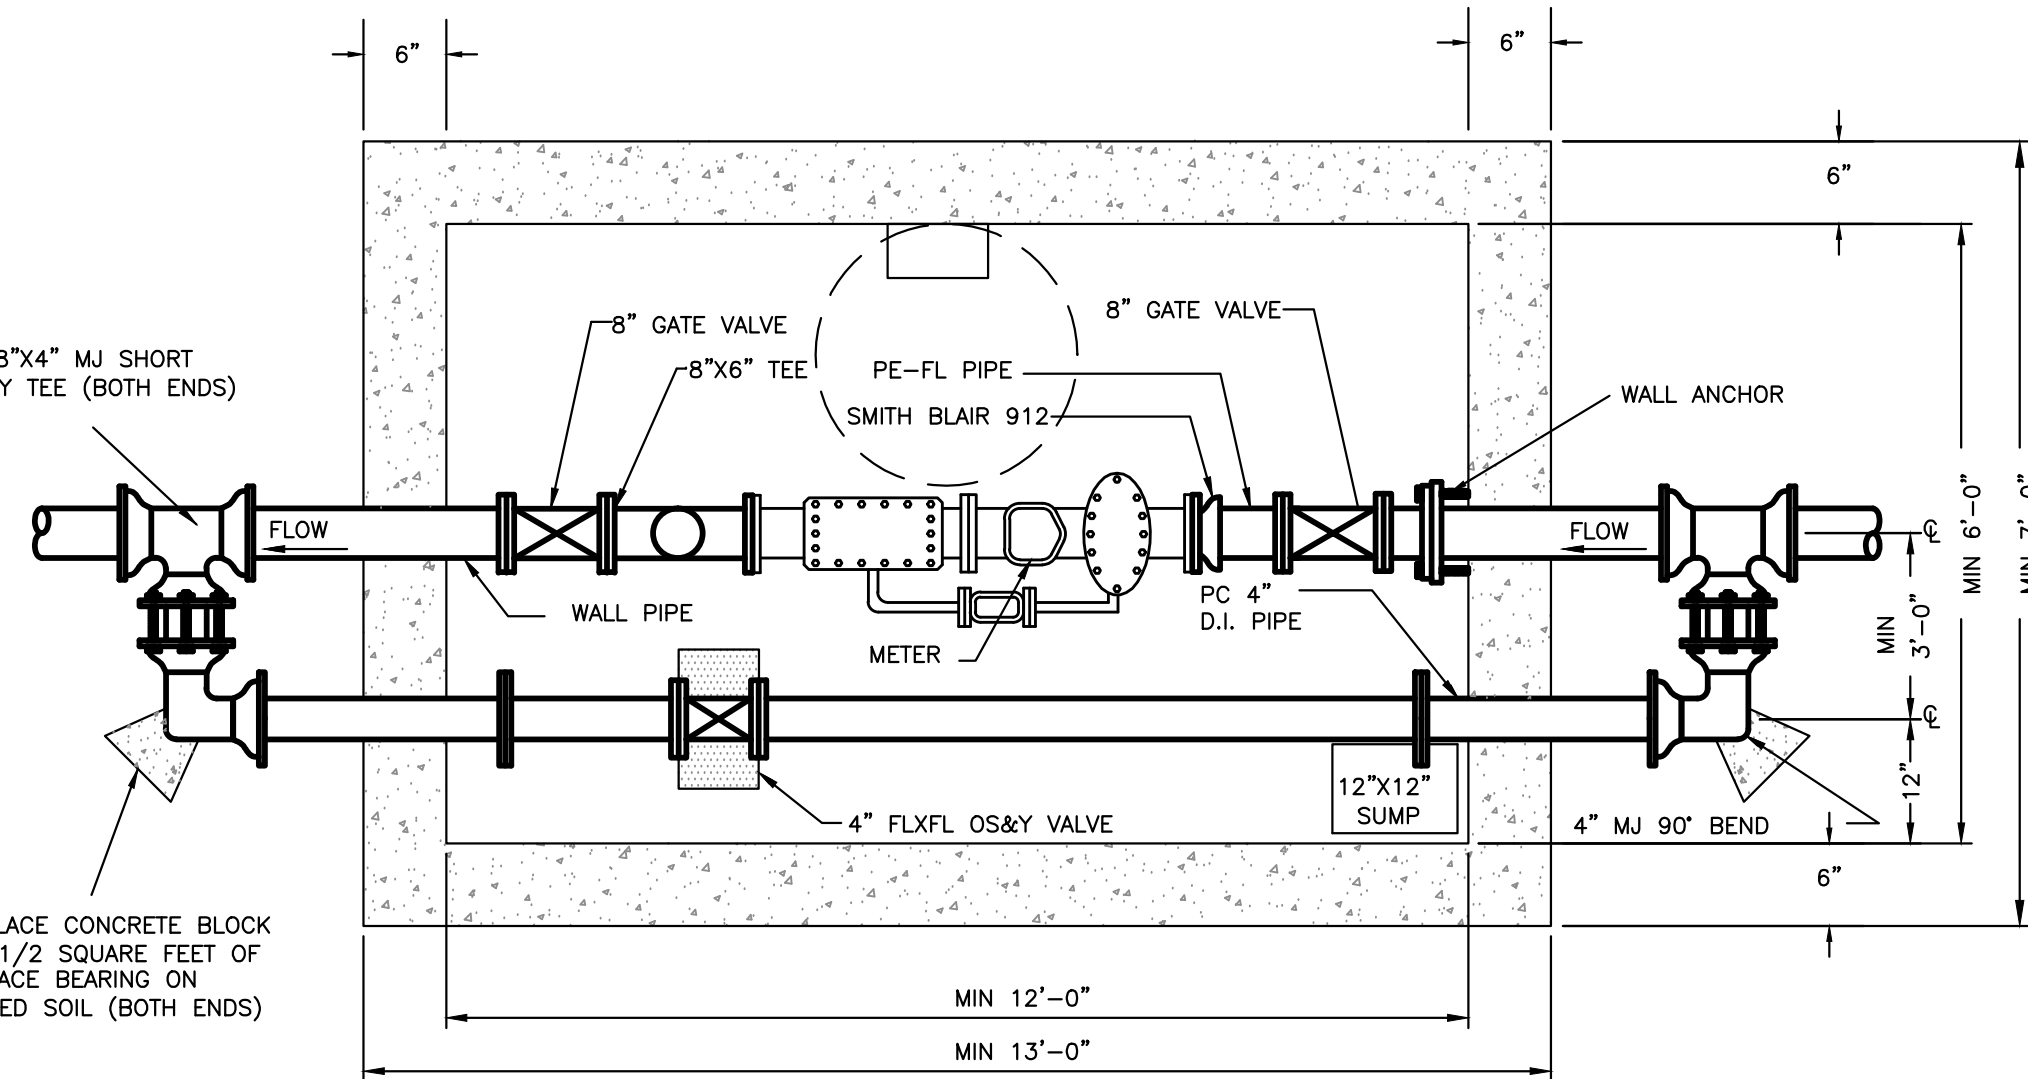 6"
6"
6"
8" GATE VALVE
8" GATE VALVE
8"X4" MJ SHORT
Y TEE (BOTH ENDS)
8"X6" TEE
PE-FL PIPE
SMITH BLAIR 912
WALL ANCHOR
FLOW
FLOW
℄
MIN 6'-0"
MIN 7'-0"
WALL PIPE
PC 4"
D.I. PIPE
METER
MIN
3'-0"
℄
12"X12"
SUMP
12"
4" FLXFL OS&Y VALVE
4" MJ 90° BEND
6"
LACE CONCRETE BLOCK
1/2 SQUARE FEET OF
ACE BEARING ON
ED SOIL (BOTH ENDS)
MIN 12'-0"
MIN 13'-0"